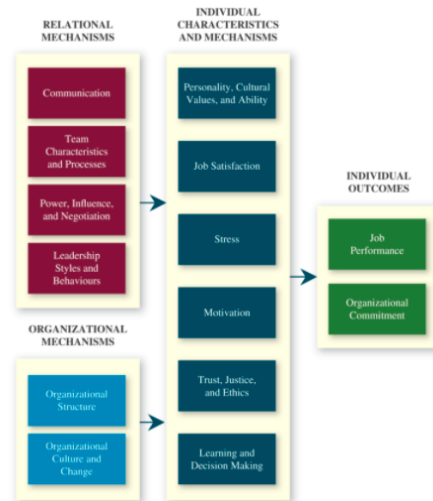 RELATIONAL
MECHANISMS
Communication
Team
Characteristics
and Processes
Power, Influence,
and Negotiation
Leadership
Styles and
Behaviours
ORGANIZATIONAL
MECHANISMS
Organizational
Structure
Organizational
Culture and
Change
INDIVIDUAL
CHARACTERISTICS
AND MECHANISMS
Personality, Cultural
Values, and Ability
Job Satisfaction
Stress
Motivation
Trust, Justice,
and Ethics
Learning and
Decision Making
INDIVIDUAL
OUTCOMES
Job
Performance
Organizational
Commitment